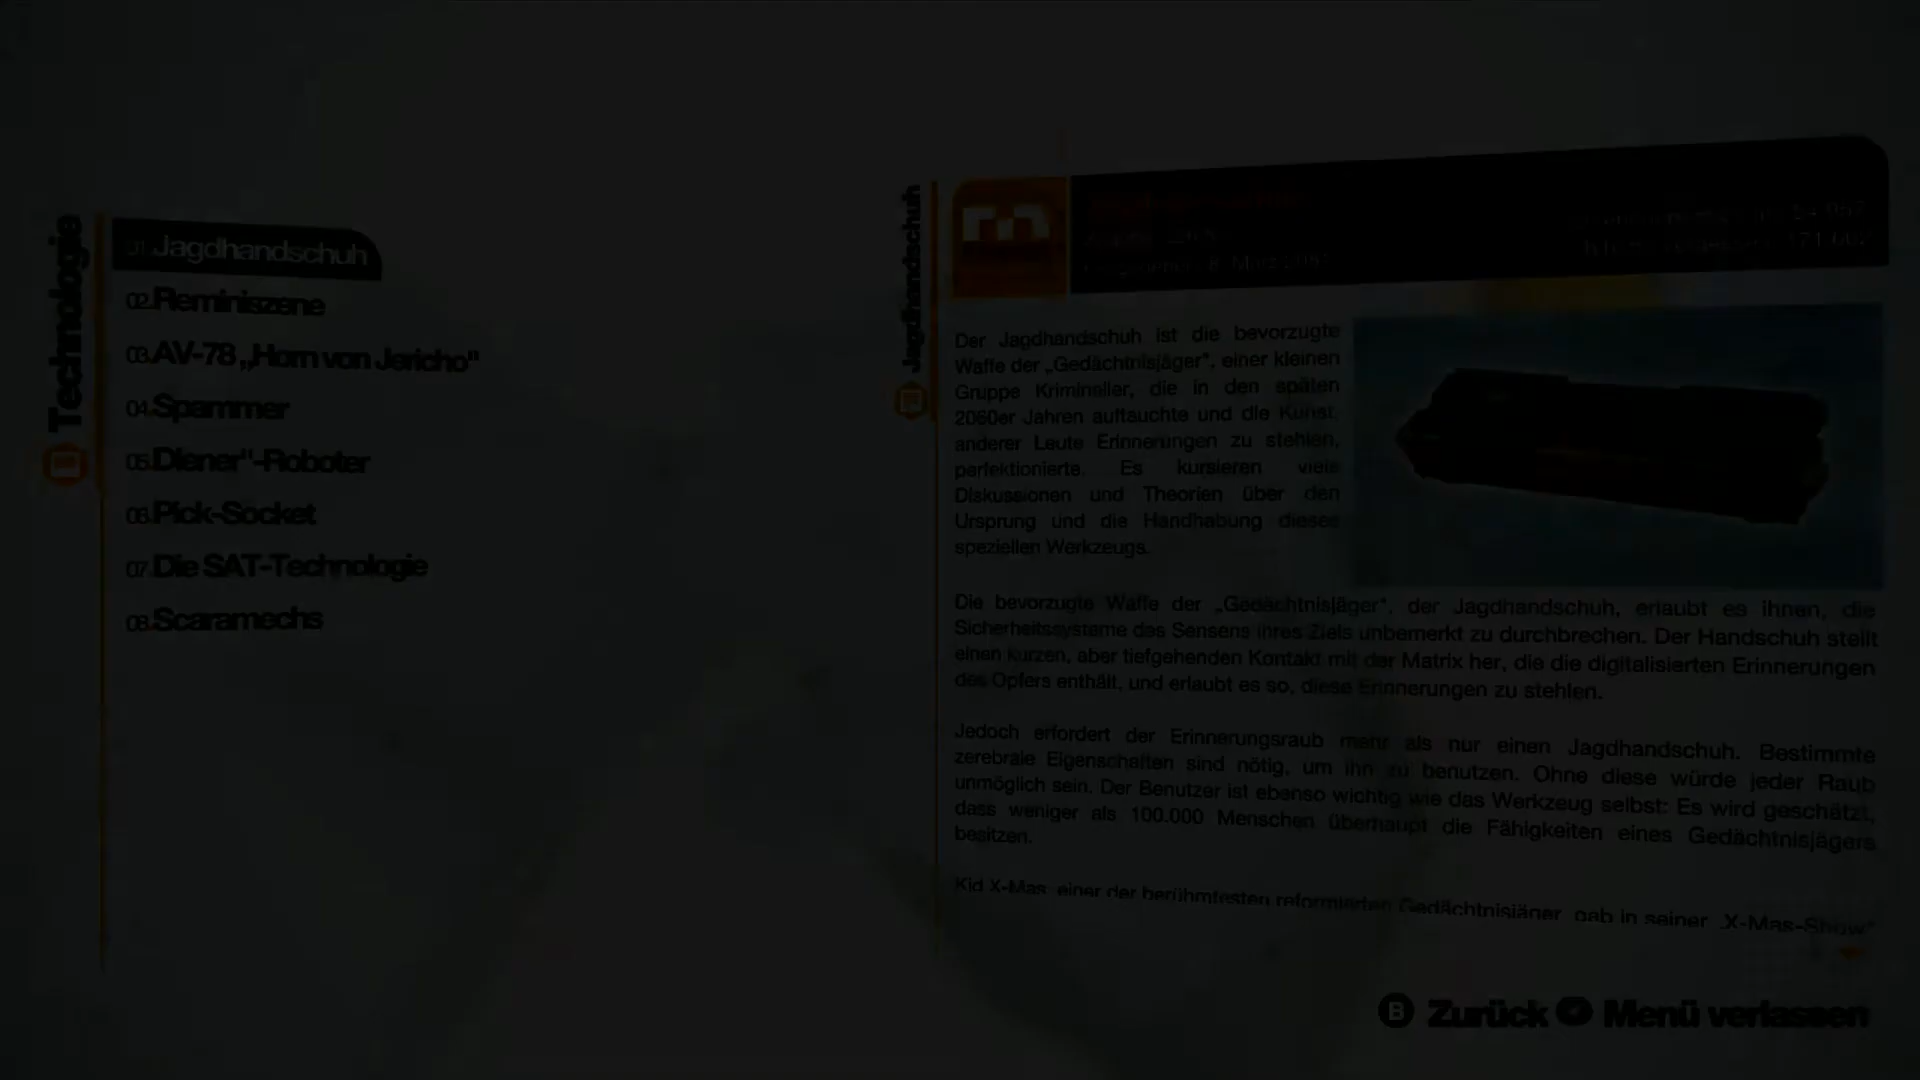 Technologie
01.Jagdhandschuh
02.Reminiszene
03.AV-78 „Horn von Jericho"
04.Spammer
05.Diener"-Roboter
06.Pick-Socket
07.Die SAT-Technologie
08.Scaramechs
Jagdhandschuh
Der Jagdhandschuh ist die bevorzugte
Waffe der „Gedächtnisjäger", einer kleinen
Gruppe Krimineller, die in den späten
2060er Jahren auftauchte und die Kunst,
anderer Leute Erinnerungen zu stehlen,
perfektionierte. Es kursieren viele
Diskussionen und Theorien über den
Ursprung und die Handhabung dieses
speziellen Werkzeugs.
Die bevorzugte Waffe der „Gedächtnisjäger", der Jagdhandschuh, erlaubt es ihnen, die
Sicherheitssysteme des Sensens ihres Ziels unbemerkt zu durchbrechen. Der Handschuh stellt
einen kurzen, aber tiefgehenden Kontakt mit der Matrix her, die die digitalisierten Erinnerungen
des Opfers enthält, und erlaubt es so, diese Erinnerungen zu stehlen.
Jedoch erfordert der Erinnerungsraub mehr als nur einen Jagdhandschuh. Bestimmte
zerebrale Eigenschaften sind nötig, um ihn zu benutzen. Ohne diese würde jeder Raub
unmöglich sein. Der Benutzer ist ebenso wichtig wie das Werkzeug selbst: Es wird geschätzt,
dass weniger als 100.000 Menschen überhaupt die Fähigkeiten eines Gedächtnisjägers
besitzen.
Kid X-Mas, einer der berühmtesten reformierten Gedächtnisjäger, gab in seiner „X-Mas-Show"
B Zurück Menü verlassen